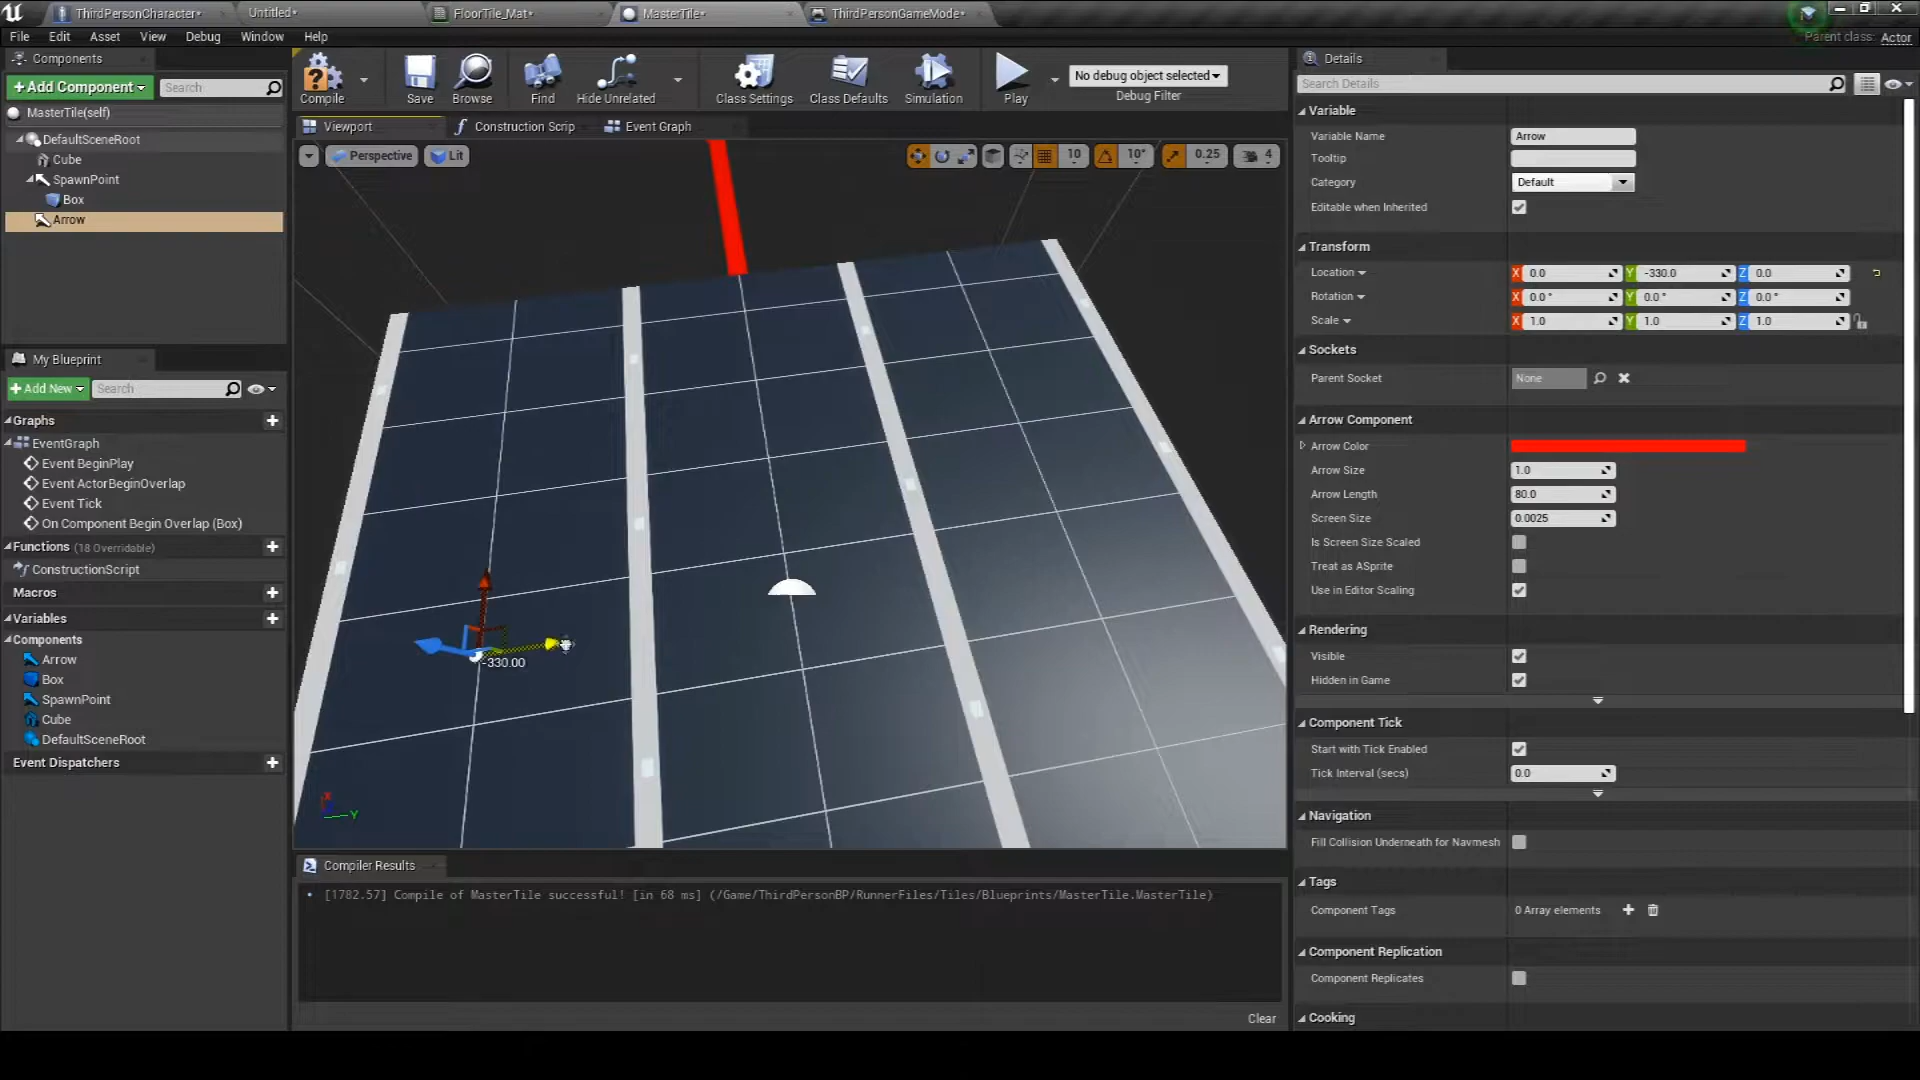 ThirdPersonCharacter*
Untitled*
FloorTile_Mat*
MasterTile*
ThirdPersonGameMode*
File Edit Asset View Debug Window Help
Parent class: Actor
Components
+Add Component
Search
MasterTile(self)
DefaultSceneRoot
Cube
SpawnPoint
Box
Arrow
My Blueprint
+Add New
Search
Graphs
EventGraph
Event BeginPlay
Event ActorBeginOverlap
Event Tick
On Component Begin Overlap (Box)
Functions (18 Overridable)
ConstructionScript
Macros
Variables
Components
Arrow
Box
SpawnPoint
Cube
DefaultSceneRoot
Event Dispatchers
Compile
Save
Browse
Find
Hide Unrelated
Class Settings
Class Defaults
Simulation
Play
No debug object selected
Debug Filter
Viewport
Construction Scrip
Event Graph
Perspective
Lit
10
10°
0.25
4
-330.00
X
Y
Compiler Results
[1782.57] Compile of MasterTile successful! [in 68 ms] (/Game/ThirdPersonBP/RunnerFiles/Tiles/Blueprints/MasterTile.MasterTile)
Clear
Details
Search Details
Variable
Variable Name Arrow
Tooltip
Category Default
Editable when Inherited
Transform
Location X 0.0 Y -330.0 Z 0.0
Rotation X 0.0° Y 0.0° Z 0.0°
Scale X 1.0 Y 1.0 Z 1.0
Sockets
Parent Socket None
Arrow Component
Arrow Color
Arrow Size 1.0
Arrow Length 80.0
Screen Size 0.0025
Is Screen Size Scaled
Treat as ASprite
Use in Editor Scaling
Rendering
Visible
Hidden in Game
Component Tick
Start with Tick Enabled
Tick Interval (secs) 0.0
Navigation
Fill Collision Underneath for Navmesh
Tags
Component Tags 0 Array elements
Component Replication
Component Replicates
Cooking